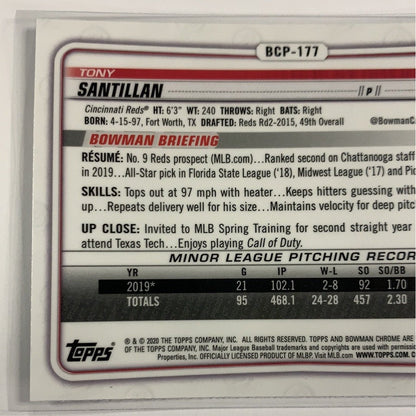 BCP-177
TONY
SANTILLAN
|| P ||
Cincinnati Reds® HT: 6'3" WT: 240 THROWS: Right BATS: Right
BORN: 4-15-97, Fort Worth, TX DRAFTED: Reds Rd2-2015, 49th Overall @BowmanCa
BOWMAN BRIEFING
RÉSUMÉ: No. 9 Reds prospect (MLB.com)...Ranked second on Chattanooga staff
in 2019...All-Star pick in Florida State League ('18), Midwest League ('17) and Pio
SKILLS: Tops out at 97 mph with heater...Keeps hitters guessing with
up...Repeats delivery well for his size...Maintains velocity for deep pitc
UP CLOSE: Invited to MLB Spring Training for second straight year
attend Texas Tech...Enjoys playing Call of Duty.
MINOR LEAGUE PITCHING RECOR
YR G IP W-L SO SO/BB
2019* 21 102.1 2-8 92 1.70
TOTALS 95 468.1 24-28 457 2.30
® & © 2020 THE TOPPS COMPANY, INC. ALL RIGHTS RESERVED. TOPPS AND BOWMAN CHROME ARE
OF THE TOPPS COMPANY, INC. Major League Baseball trademarks and copyrights are used
Properties, Inc. OFFICIALLY LICENSED PRODUCT OF MLBP. Visit MLB.com WWW.TOPPS.COM. C
TOPPS